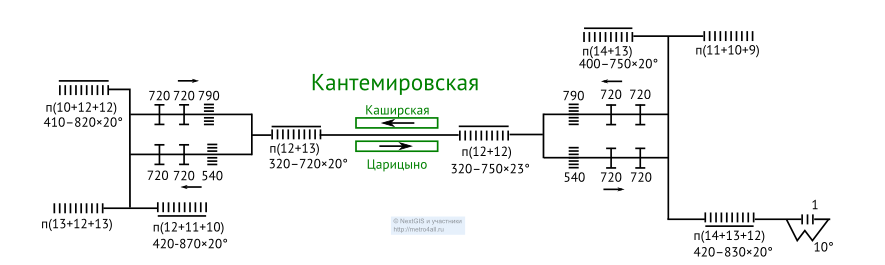 п(14+13)
400–750×20°
п(11+10+9)
Кантемировская
720 720 790
790 720 720
п(10+12+12)
410–820×20°
Каширская
п(12+13)
320–720×20°
Царицыно
п(12+12)
320–750×23°
720 720 540
540 720 720
п(13+12+13)
п(12+11+10)
420-870×20°
© NextGIS и участники
http://metro4all.ru
1
п(14+13+12)
420–830×20°
10°